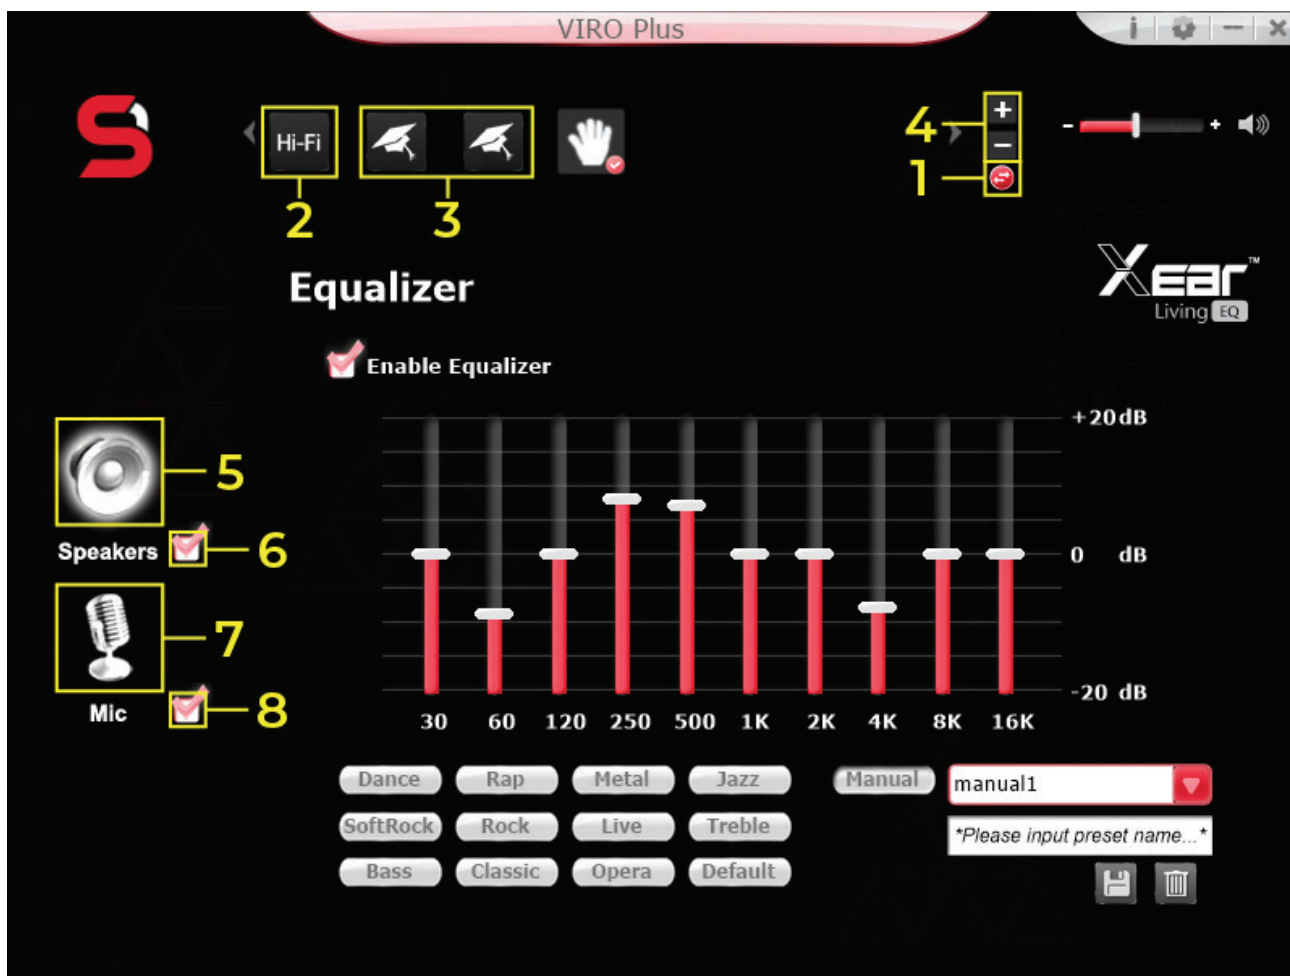 VIRO Plus
Hi-Fi
4
1
2
3
Equalizer
Xear™
Living EQ
Enable Equalizer
+20dB
5
Speakers
6
0 dB
7
Mic
8
-20 dB
30 60 120 250 500 1K 2K 4K 8K 16K
Dance Rap Metal Jazz Manual manual1
SoftRock Rock Live Treble *Please input preset name...*
Bass Classic Opera Default